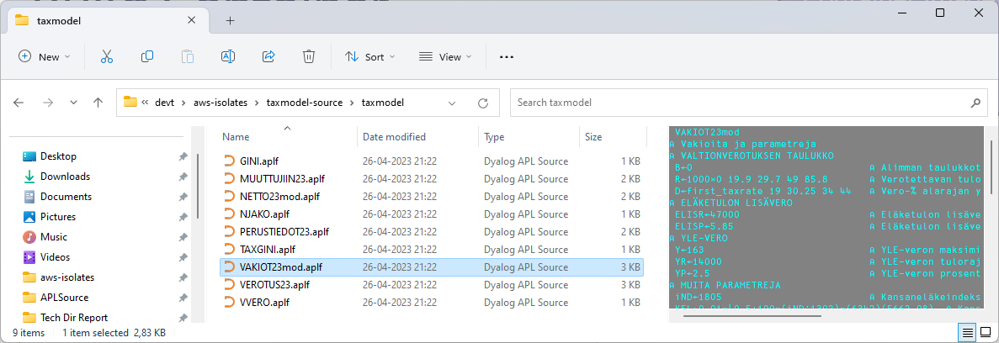 taxmodel
New
Sort
View
devt > aws-isolates > taxmodel-source > taxmodel
Search taxmodel
Desktop
Downloads
Documents
Pictures
Music
Videos
aws-isolates
APLSource
Tech Dir Report
Name Date modified Type Size
GINI.aplf 26-04-2023 21:22 Dyalog APL Source 1 KB
MUUTTUJIIN23.aplf 26-04-2023 21:22 Dyalog APL Source 2 KB
NETTO23mod.aplf 26-04-2023 21:22 Dyalog APL Source 2 KB
NJAKO.aplf 26-04-2023 21:22 Dyalog APL Source 1 KB
PERUSTIEDOT23.aplf 26-04-2023 21:22 Dyalog APL Source 2 KB
TAXGINI.aplf 26-04-2023 21:22 Dyalog APL Source 1 KB
VAKIOT23mod.aplf 26-04-2023 21:22 Dyalog APL Source 3 KB
VEROTUS23.aplf 26-04-2023 21:22 Dyalog APL Source 3 KB
VVERO.aplf 26-04-2023 21:22 Dyalog APL Source 1 KB
VAKIOT23mod
⍝ Vakioita ja parametreja
⍝ VALTIONVEROTUKSEN TAULUKKO
B←0 ⍝ Alimman taulukkot
R←1000×0 19.9 29.7 49 85.8 ⍝ Verotettavan tulo
D←first_taxrate 19 30.25 34 44 ⍝ Vero-% alarajan y
⍝ ELÄKETULON LISÄVERO
ELISR←47000 ⍝ Eläketulon lisäve
ELISP←5.85 ⍝ Eläketulon lisäve
⍝ YLE-VERO
Y←163 ⍝ YLE-veron maksimi
YR←14000 ⍝ YLE-veron tuloraj
YP←2.5 ⍝ YLE-veron prosent
⍝ MUITA PARAMETREJA
iND←1805 ⍝ Kansaneläkeindeks
9 items 1 item selected 2,83 KB